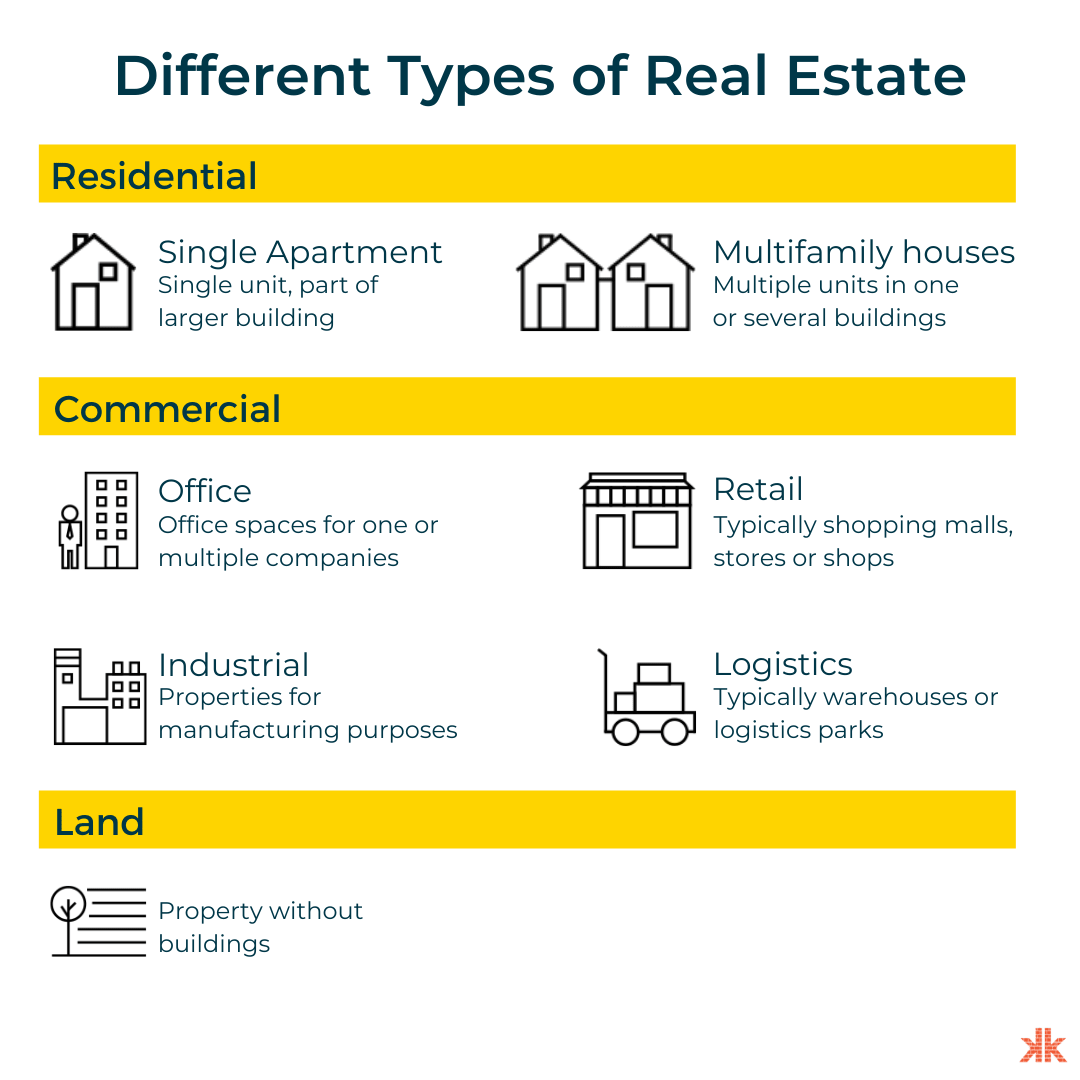 Different Types of Real Estate
Residential
Single Apartment
Single unit, part of
larger building
Multifamily houses
Multiple units in one
or several buildings
Commercial
Office
Office spaces for one or
multiple companies
Retail
Typically shopping malls,
stores or shops
Industrial
Properties for
manufacturing purposes
Logistics
Typically warehouses or
logistics parks
Land
Property without
buildings